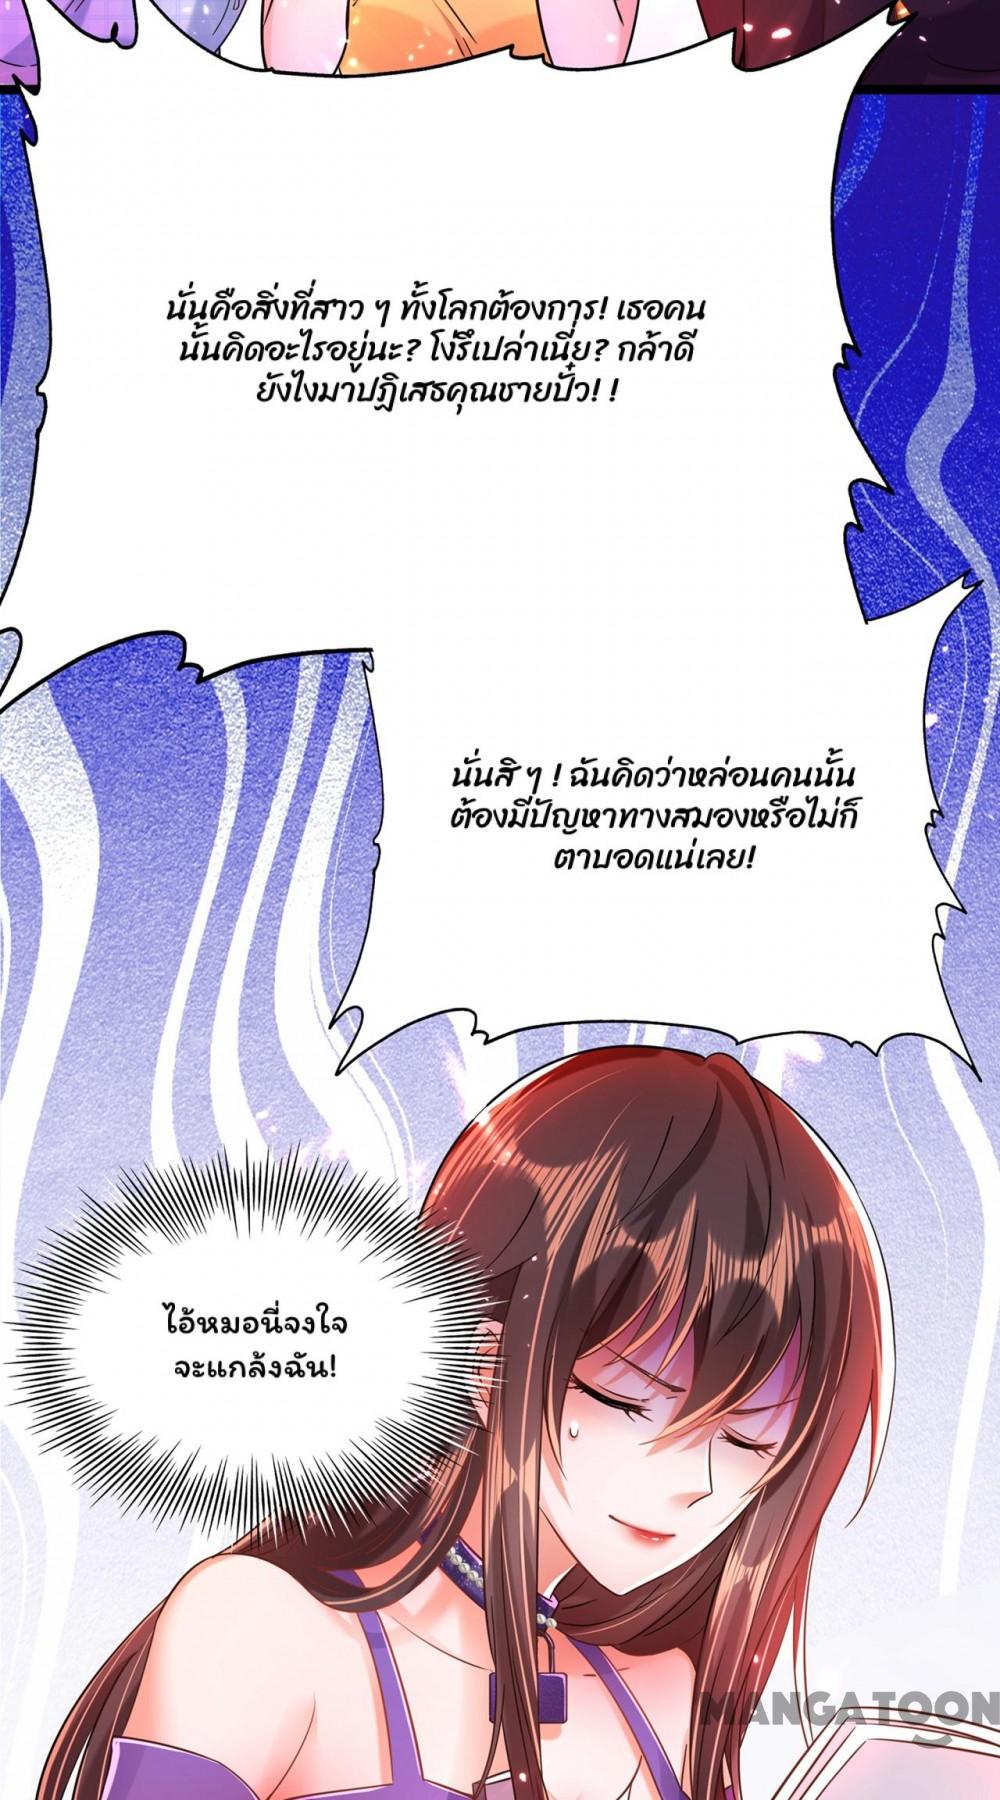 นั่นคือสิ่งที่สาว ๆ ทั้งโลกต้องการ! เธอคน
นั้นคิดอะไรอยู่นะ? โง่รึเปล่าเนี่ย? กล้าดี
ยังไงมาปฏิเสธคุณชายปั๋ว! !
นั่นสิ ๆ ! ฉันคิดว่าหล่อนคนนั้น
ต้องมีปัญหาทางสมองหรือไม่ก็
ตาบอดแน่เลย!
ไอ้หมอนี่จงใจ
จะแกล้งฉัน!
MANGATOON